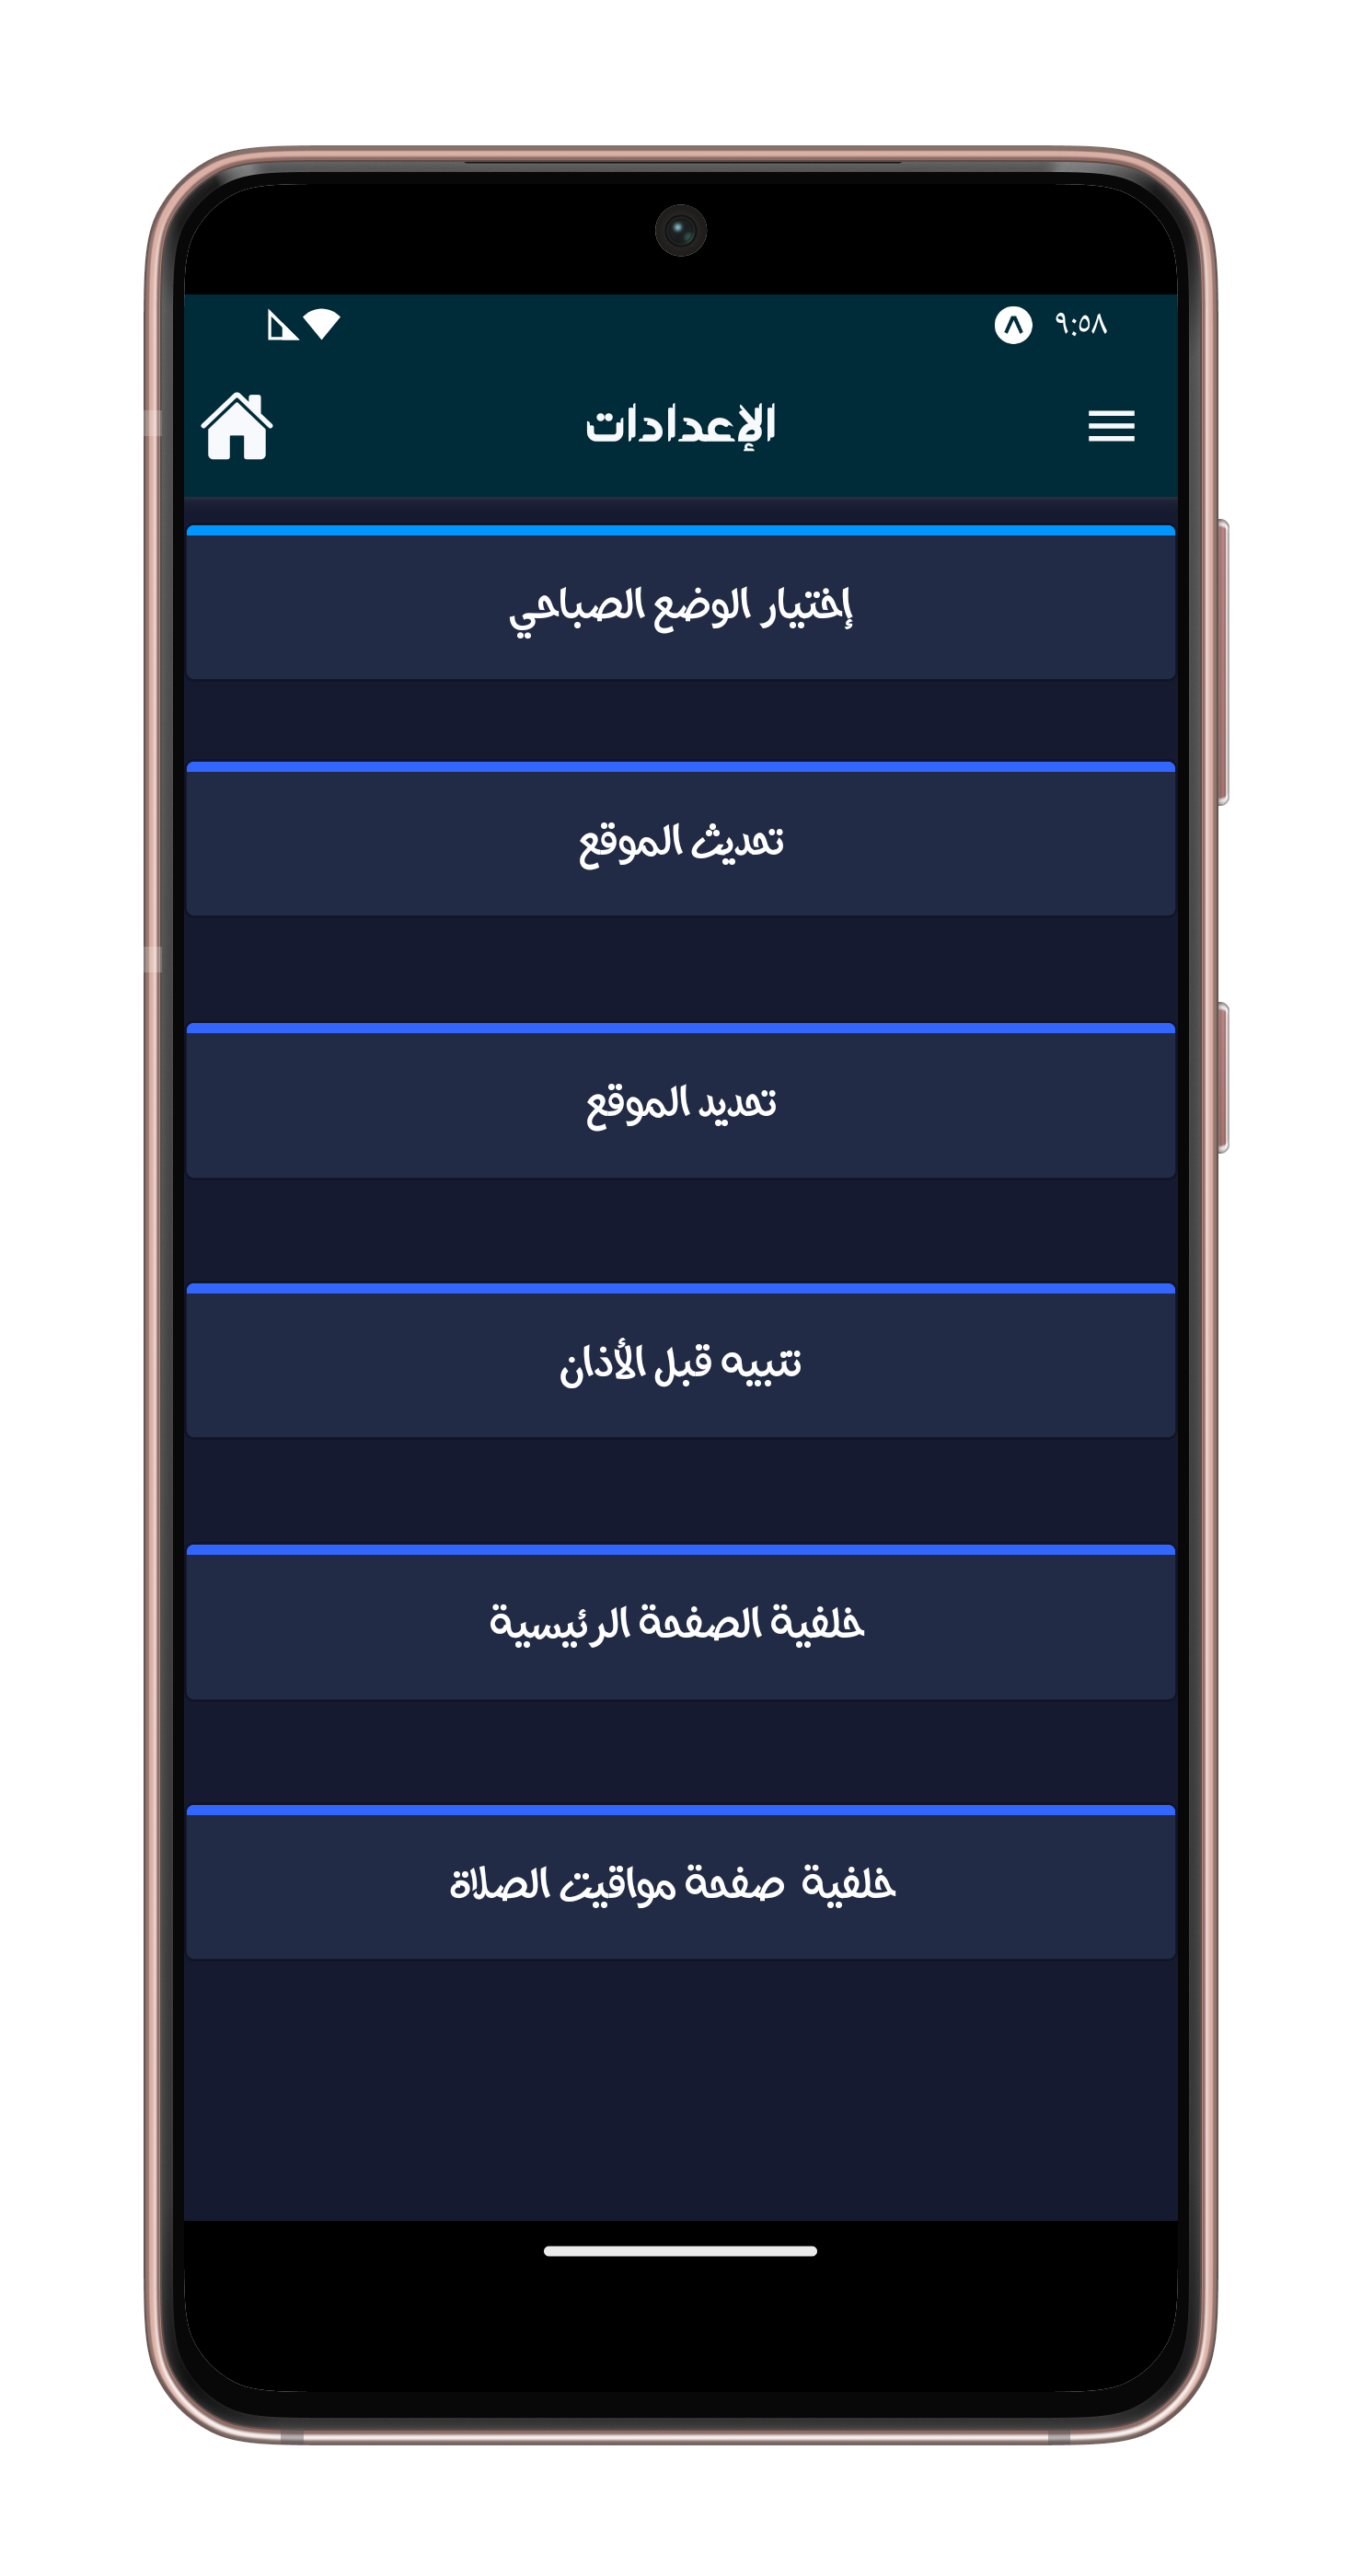 ٩:٥٨
الإعدادات
إختيار الوضع الصباحي
تحديث الموقع
تحديد الموقع
تنبيه قبل الأذان
خلفية الصفحة الرئيسية
خلفية صفحة مواقيت الصلاة